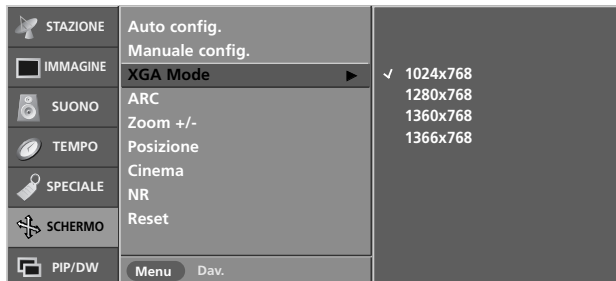 STAZIONE
IMMAGINE
SUONO
TEMPO
SPECIALE
SCHERMO
PIP/DW
Auto config.
Manuale config.
XGA Mode
ARC
Zoom +/-
Posizione
Cinema
NR
Reset
Menu Dav.
1024x768
1280x768
1360x768
1366x768